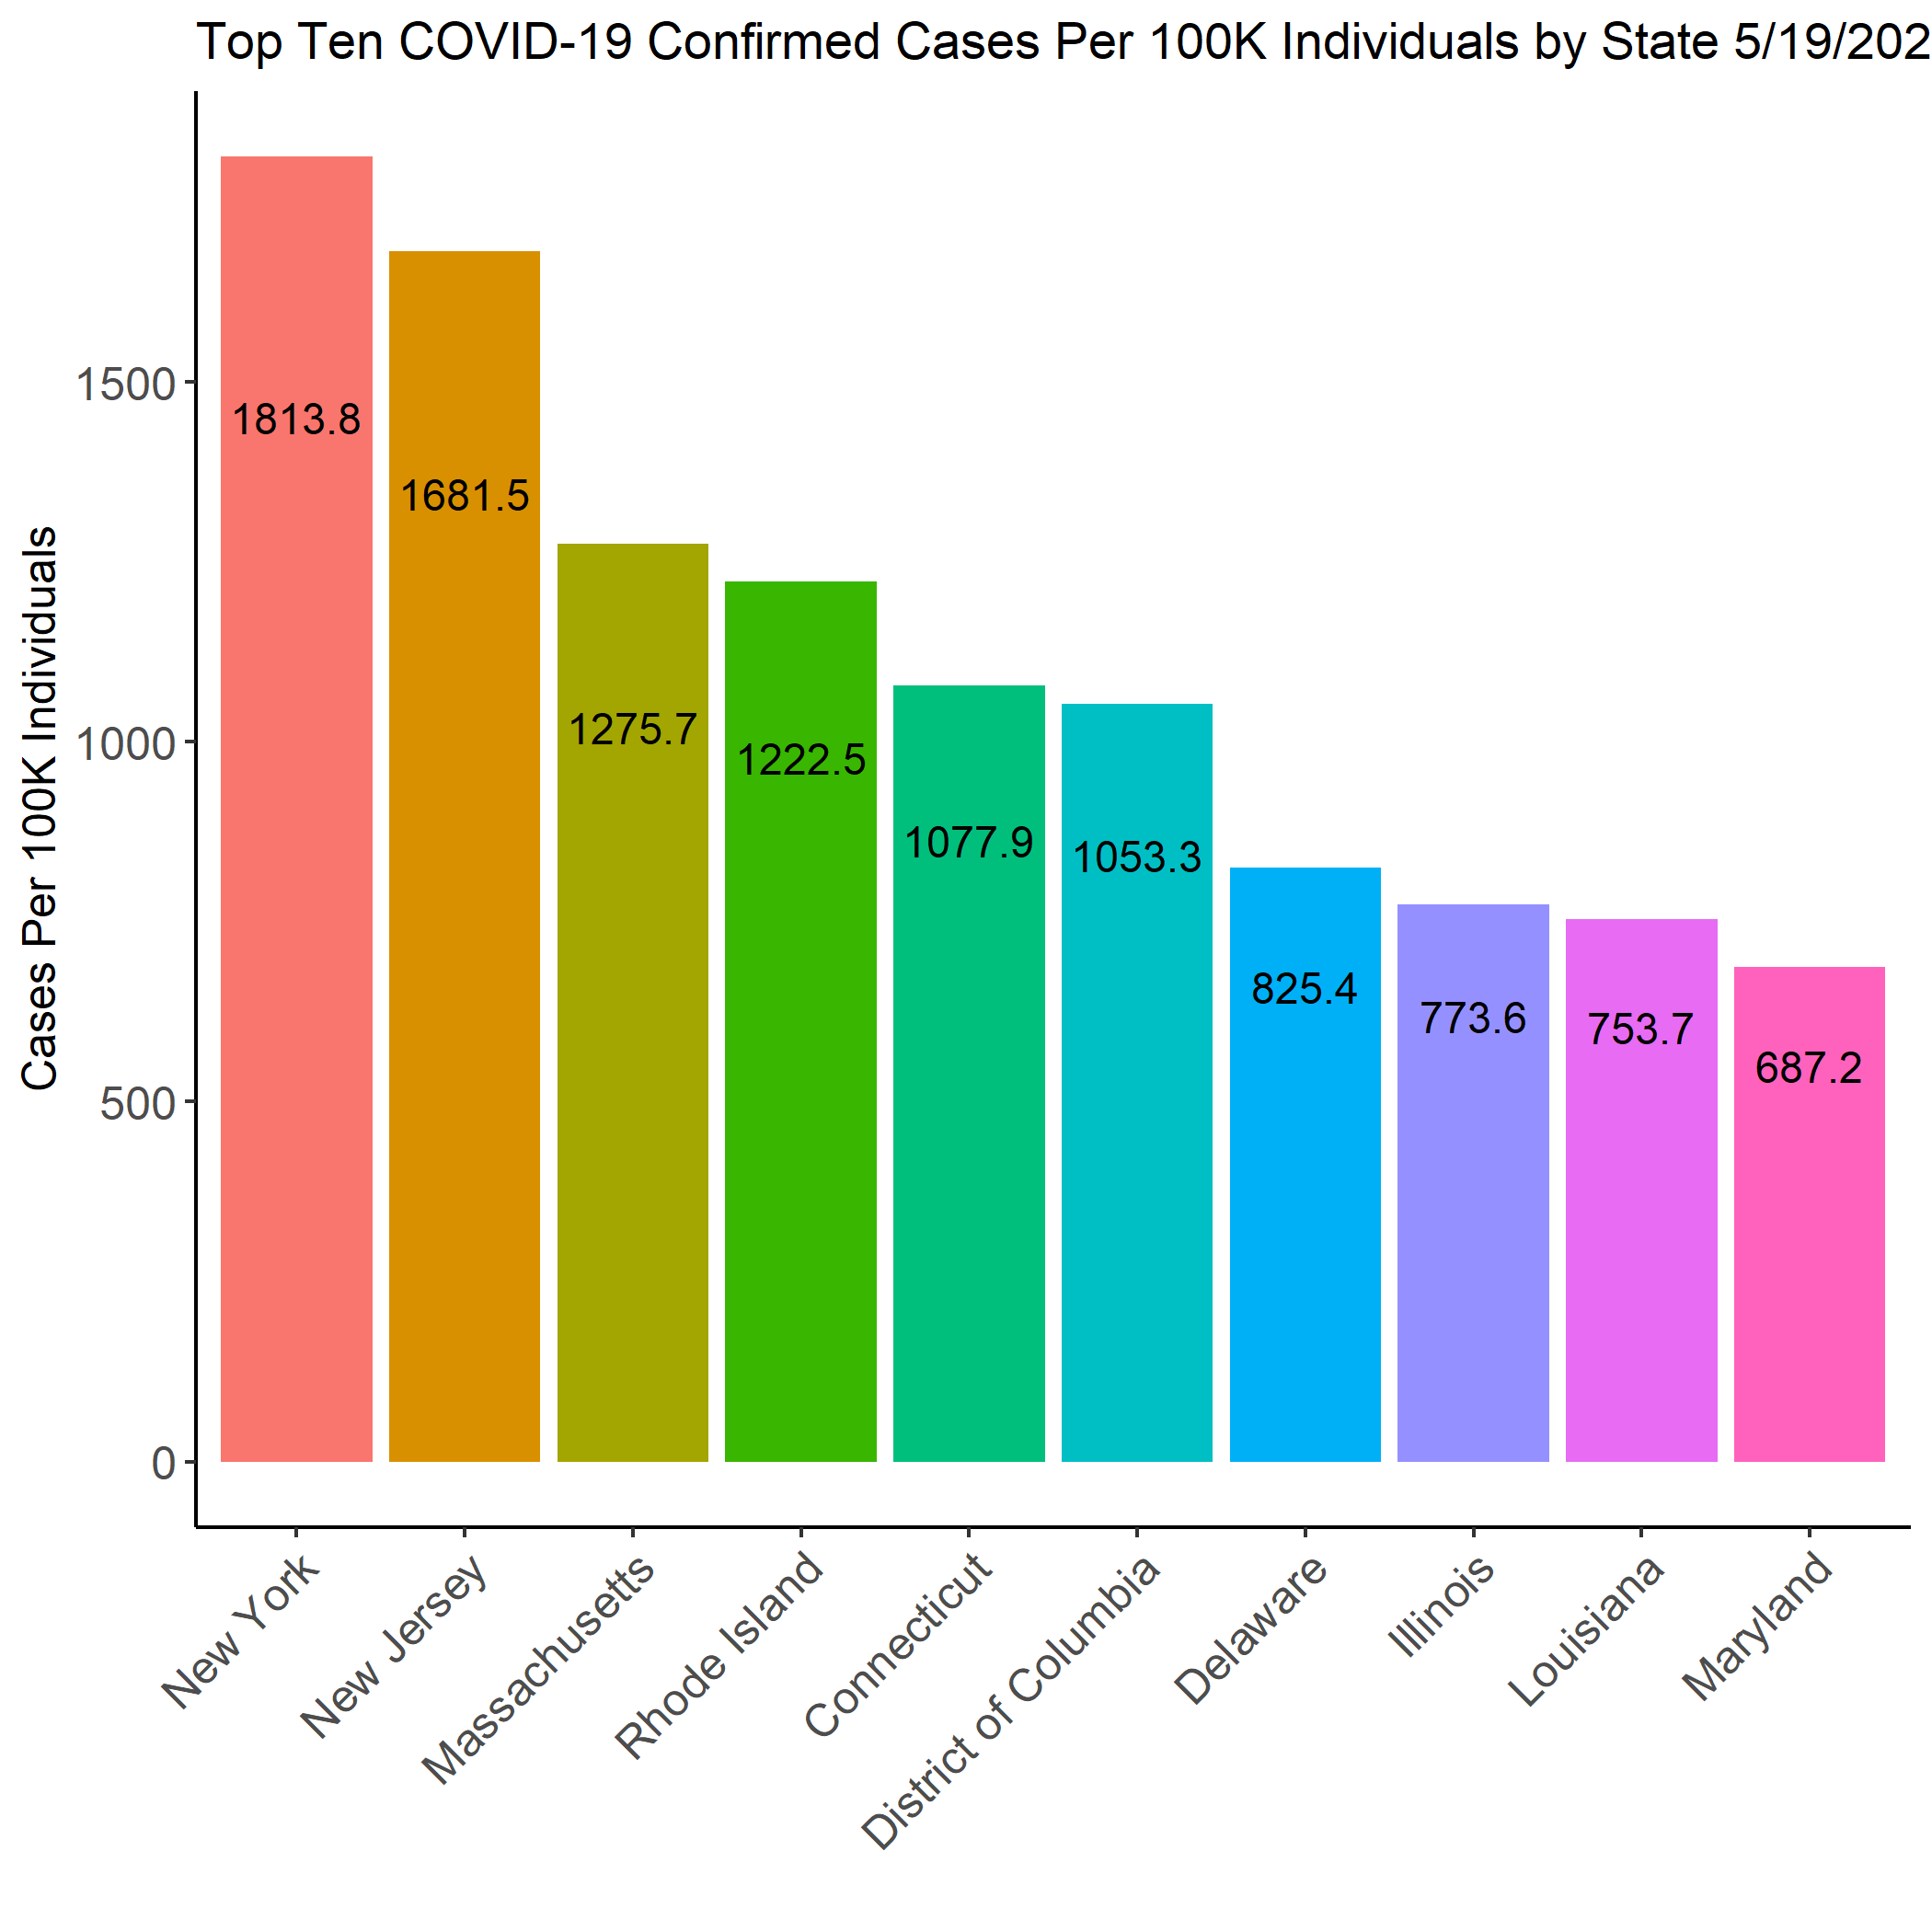 Top Ten COVID-19 Confirmed Cases Per 100K Individuals by State 5/19/202
Cases Per 100K Individuals
1500
1000
500
0
1813.8
1681.5
1275.7
1222.5
1077.9
1053.3
825.4
773.6
753.7
687.2
New York
New Jersey
Massachusetts
Rhode Island
Connecticut
District of Columbia
Delaware
Illinois
Louisiana
Maryland